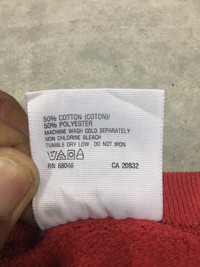 50% COTTON (COTON)/
50% POLYESTER
MACHINE WASH COLD SEPARATELY
NON CHLORINE BLEACH
TUMBLE DRY LOW DO NOT IRON
RN 68046 CA 20832